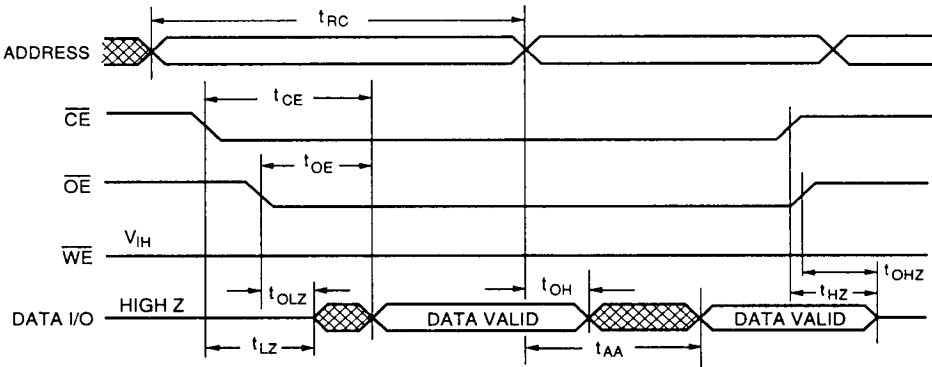 tRC
ADDRESS
tCE
CE
tOE
OE
VIH
WE
tOHZ
tOLZ
tOH
tHZ
HIGH Z
DATA I/O
DATA VALID
DATA VALID
tLZ
tAA